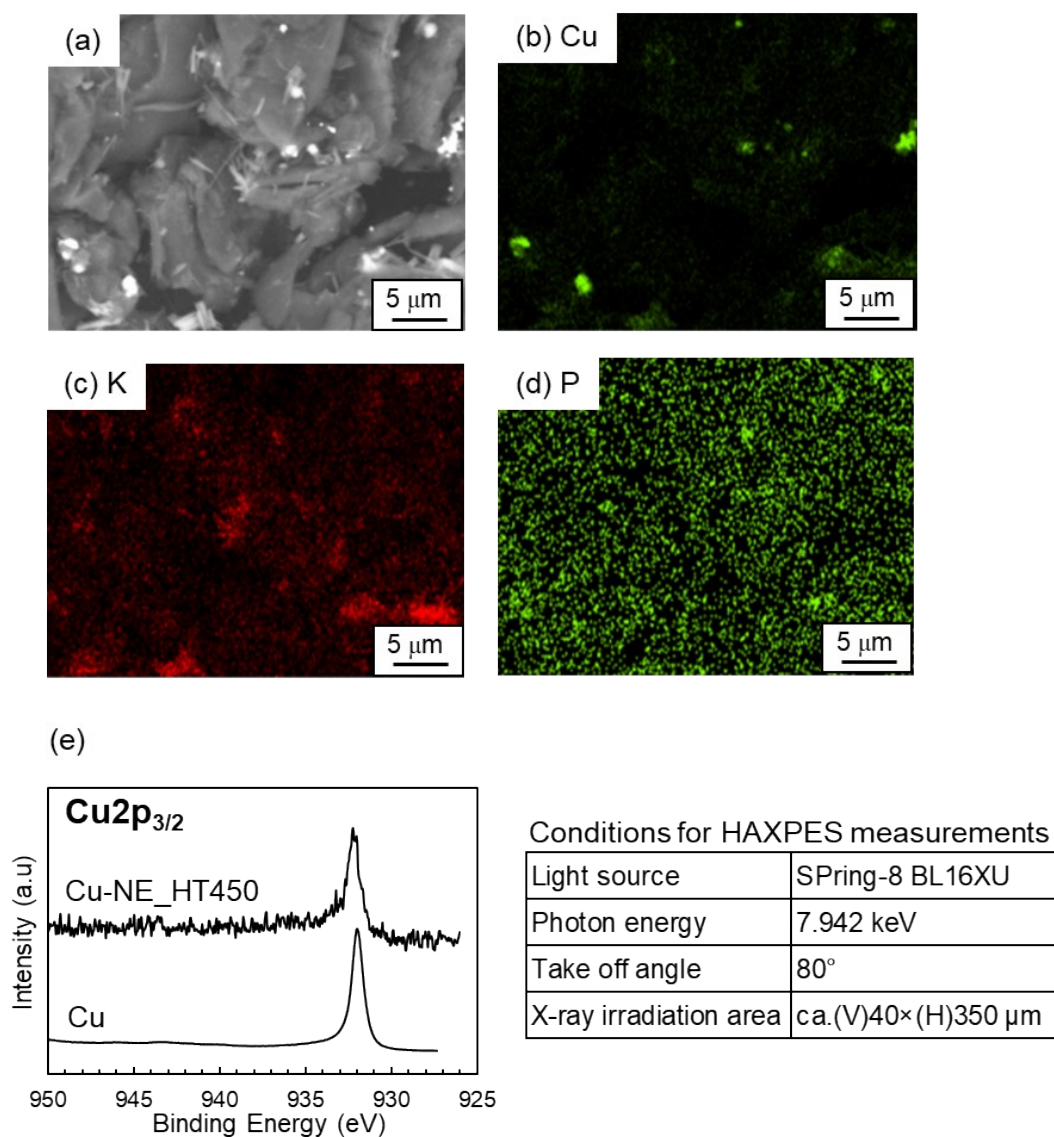 (a)
5 μm
(b) Cu
5 μm
(c) K
5 μm
(d) P
5 μm
(e)
Cu2p3/2
Cu-NE_HT450
Cu
Intensity (a.u)
950 945 940 935 930 925
Binding Energy (eV)
Conditions for HAXPES measurements
Light source SPring-8 BL16XU
Photon energy 7.942 keV
Take off angle 80°
X-ray irradiation area ca.(V)40×(H)350 μm